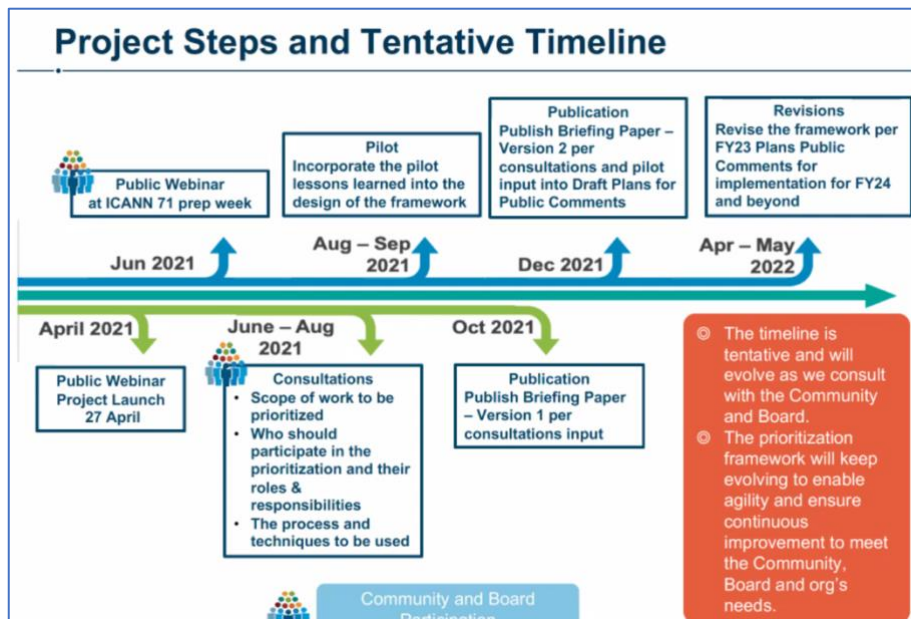 Project Steps and Tentative Timeline
Public Webinar
at ICANN 71 prep week
Pilot
Incorporate the pilot
lessons learned into the
design of the framework
Publication
Publish Briefing Paper –
Version 2 per
consultations and pilot
input into Draft Plans for
Public Comments
Revisions
Revise the framework per
FY23 Plans Public
Comments for
implementation for FY24
and beyond
Jun 2021
Aug – Sep
2021
Dec 2021
Apr – May
2022
April 2021
June – Aug
2021
Oct 2021
Public Webinar
Project Launch
27 April
Consultations
• Scope of work to be
prioritized
• Who should
participate in the
prioritization and their
roles &
responsibilities
• The process and
techniques to be used
Publication
Publish Briefing Paper
– Version 1 per
consultations input
The timeline is
tentative and will
evolve as we consult
with the Community
and Board.
The prioritization
framework will keep
evolving to enable
agility and ensure
continuous
improvement to meet
the Community,
Board and org's
needs.
Community and Board
Participation